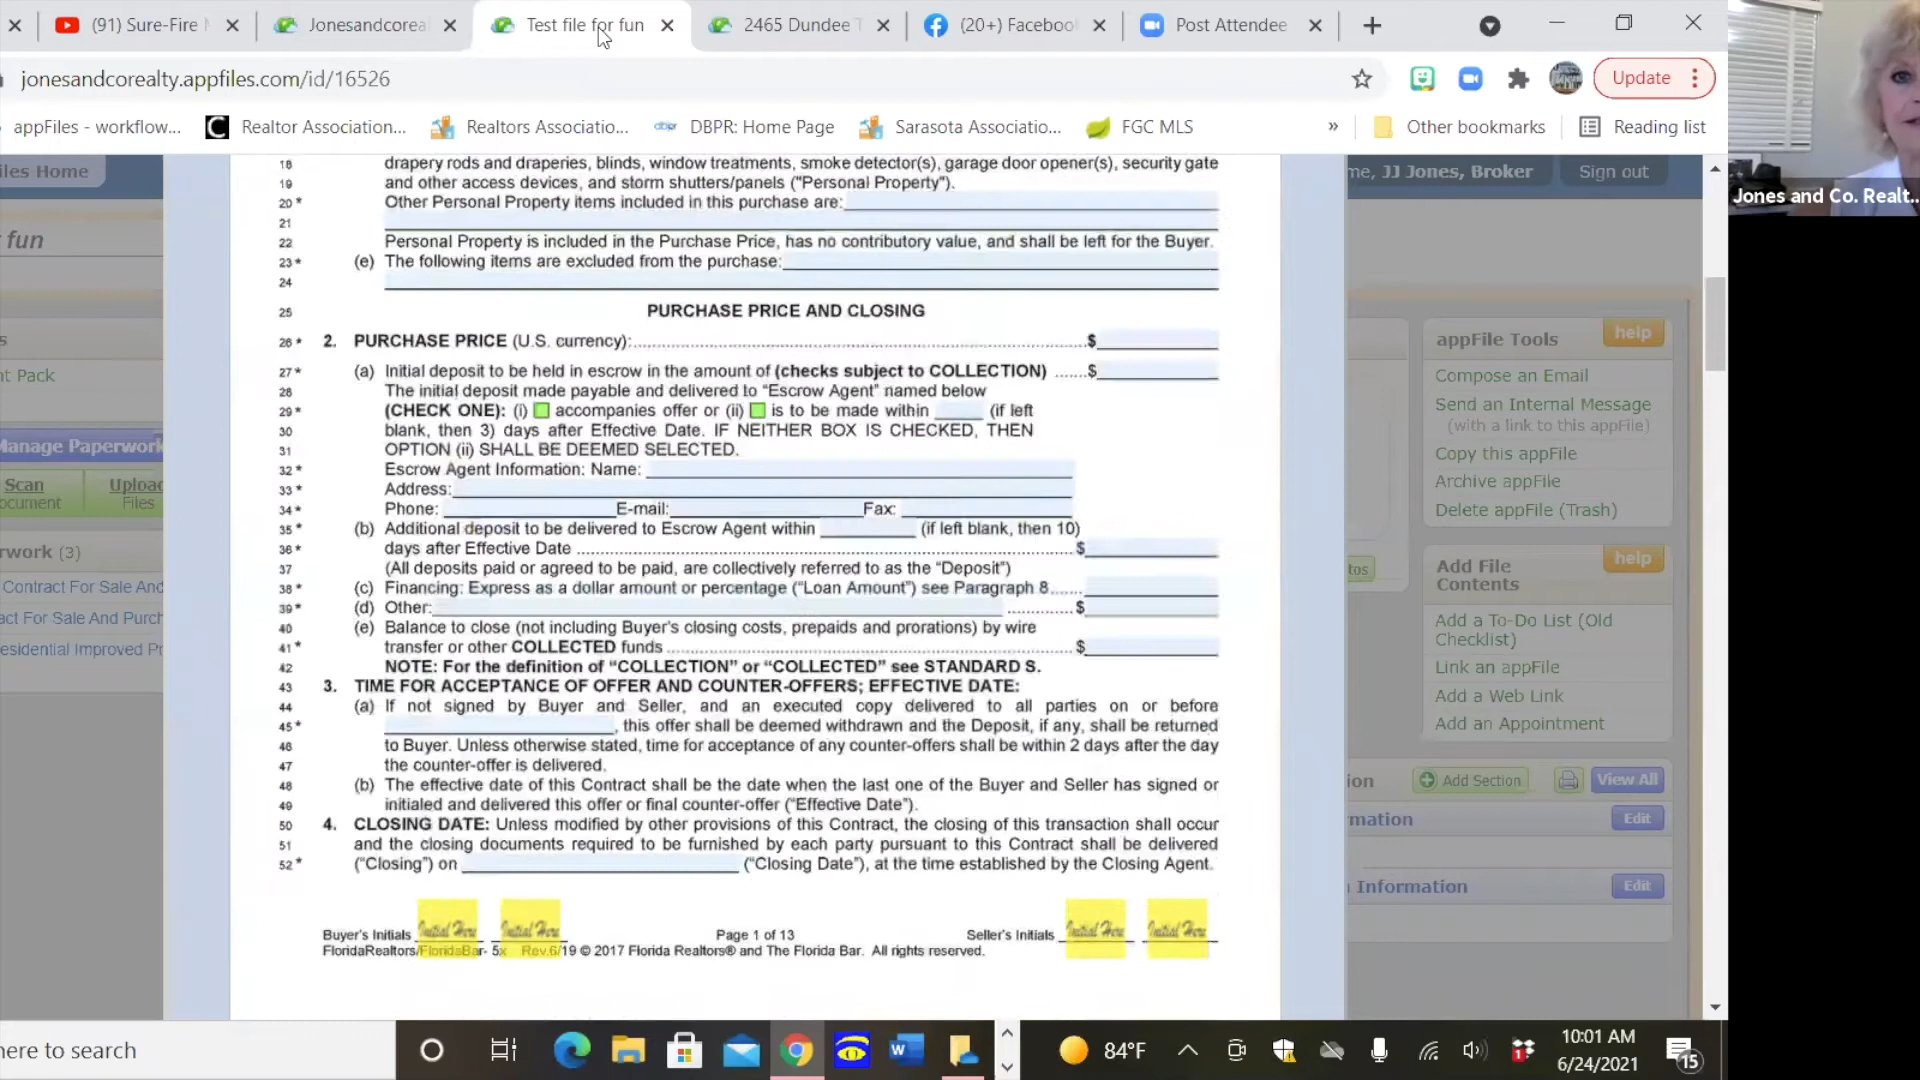 (91) Sure-Fire
Jonesandcoreal
Test file for fun
2465 Dundee T
(20+) Facebook
Post Attendee
jonesandcorealty.appfiles.com/id/16526
Update
appFiles - workflow...
Realtor Association...
Realtors Associatio...
DBPR: Home Page
Sarasota Associatio...
FGC MLS
»
Other bookmarks
Reading list
iles Home
me, JJ Jones, Broker
Sign out
Jones and Co. Realt...
fun
s
nt Pack
Manage Paperwork
Scan
ocument
Upload
Files
rwork (3)
Contract For Sale And
act For Sale And Purch
esidential Improved Pr
18 drapery rods and draperies, blinds, window treatments, smoke detector(s), garage door opener(s), security gate
19 and other access devices, and storm shutters/panels ("Personal Property").
20 * Other Personal Property items included in this purchase are:
21
22 Personal Property is included in the Purchase Price, has no contributory value, and shall be left for the Buyer.
23 * (e) The following items are excluded from the purchase:
24
25 PURCHASE PRICE AND CLOSING
26 * 2. PURCHASE PRICE (U.S. currency): $
27 * (a) Initial deposit to be held in escrow in the amount of (checks subject to COLLECTION) ......$
28 The initial deposit made payable and delivered to "Escrow Agent" named below
29 * (CHECK ONE): (i) accompanies offer or (ii) is to be made within (if left
30 blank, then 3) days after Effective Date. IF NEITHER BOX IS CHECKED, THEN
31 OPTION (ii) SHALL BE DEEMED SELECTED.
32 * Escrow Agent Information: Name:
33 * Address:
34 * Phone: E-mail: Fax:
35 * (b) Additional deposit to be delivered to Escrow Agent within (if left blank, then 10)
36 * days after Effective Date $
37 (All deposits paid or agreed to be paid, are collectively referred to as the "Deposit")
38 * (c) Financing: Express as a dollar amount or percentage ("Loan Amount") see Paragraph 8
39 * (d) Other: $
40 (e) Balance to close (not including Buyer's closing costs, prepaids and prorations) by wire
41 * transfer or other COLLECTED funds $
42 NOTE: For the definition of "COLLECTION" or "COLLECTED" see STANDARD S.
43 3. TIME FOR ACCEPTANCE OF OFFER AND COUNTER-OFFERS; EFFECTIVE DATE:
44 (a) If not signed by Buyer and Seller, and an executed copy delivered to all parties on or before
45 * , this offer shall be deemed withdrawn and the Deposit, if any, shall be returned
46 to Buyer. Unless otherwise stated, time for acceptance of any counter-offers shall be within 2 days after the day
47 the counter-offer is delivered.
48 (b) The effective date of this Contract shall be the date when the last one of the Buyer and Seller has signed or
49 initialed and delivered this offer or final counter-offer ("Effective Date").
50 4. CLOSING DATE: Unless modified by other provisions of this Contract, the closing of this transaction shall occur
51 and the closing documents required to be furnished by each party pursuant to this Contract shall be delivered
52 * ("Closing") on ("Closing Date"), at the time established by the Closing Agent.
Buyer's Initials Initial Here Initial Here Page 1 of 13 Seller's Initials Initial Here Initial Here
FloridaRealtors/FloridaBar- 5x Rev.6/19 © 2017 Florida Realtors® and The Florida Bar. All rights reserved.
tos
appFile Tools
help
Compose an Email
Send an Internal Message
(with a link to this appFile)
Copy this appFile
Archive appFile
Delete appFile (Trash)
Add File
Contents
help
Add a To-Do List (Old
Checklist)
Link an appFile
Add a Web Link
Add an Appointment
ion
Add Section
View All
rmation
Edit
Information
Edit
here to search
84°F
1
10:01 AM
6/24/2021
15